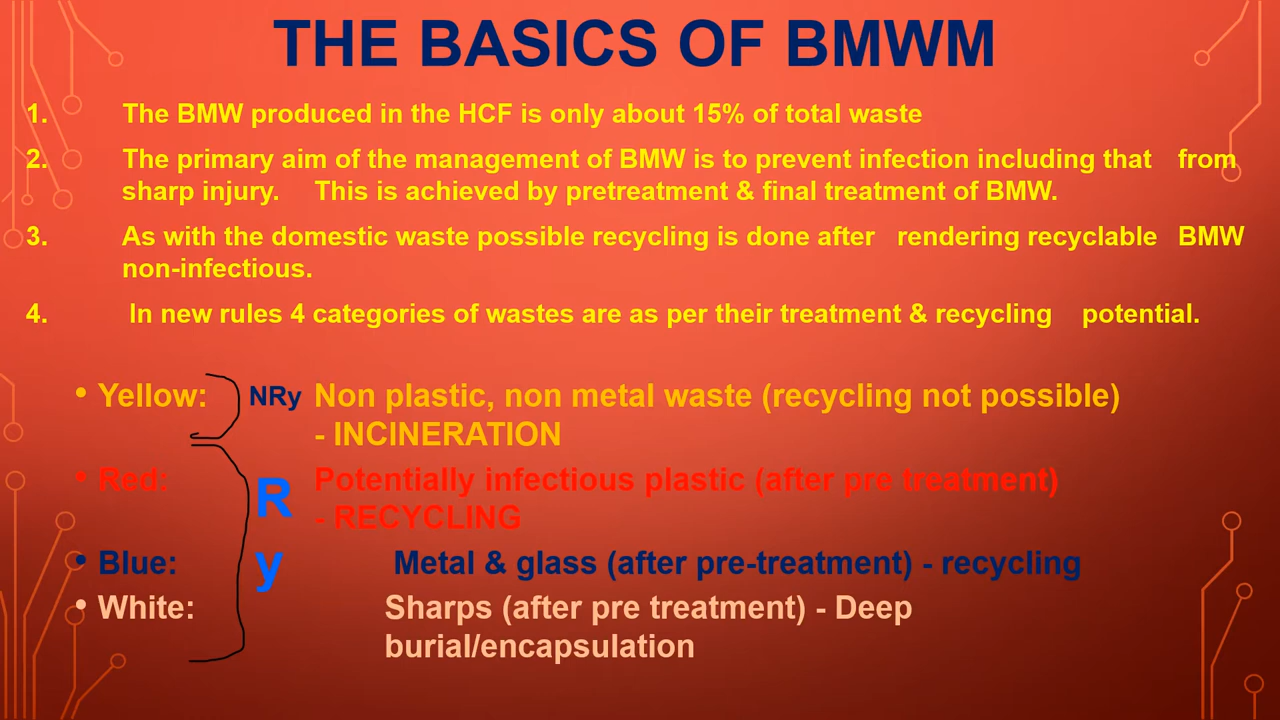 THE BASICS OF BMWM
1. The BMW produced in the HCF is only about 15% of total waste
2. The primary aim of the management of BMW is to prevent infection including that from
sharp injury. This is achieved by pretreatment & final treatment of BMW.
3. As with the domestic waste possible recycling is done after rendering recyclable BMW
non-infectious.
4. In new rules 4 categories of wastes are as per their treatment & recycling potential.
• Yellow: NRy Non plastic, non metal waste (recycling not possible)
- INCINERATION
• Red: R Potentially infectious plastic (after pre treatment)
- RECYCLING
• Blue: y Metal & glass (after pre-treatment) - recycling
• White: Sharps (after pre treatment) - Deep
burial/encapsulation